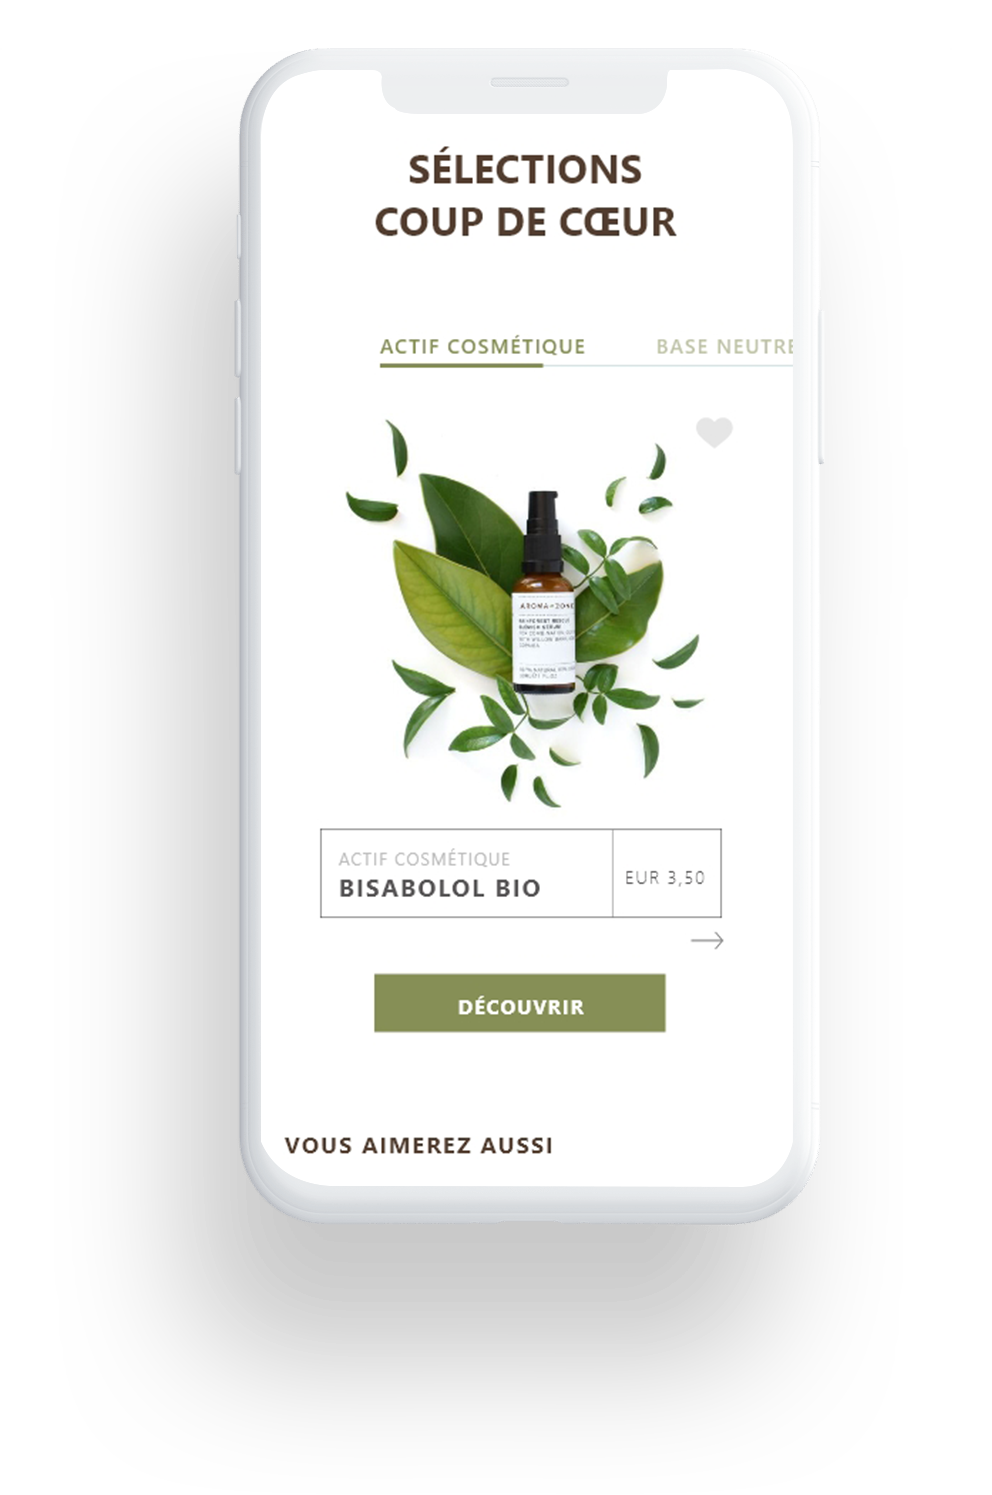 SÉLECTIONS
COUP DE CŒUR
ACTIF COSMÉTIQUE
BASE NEUTRE
AROMA-ZONE
ACTIF COSMÉTIQUE
BISABOLOL BIO
EUR 3,50
DÉCOUVRIR
VOUS AIMEREZ AUSSI